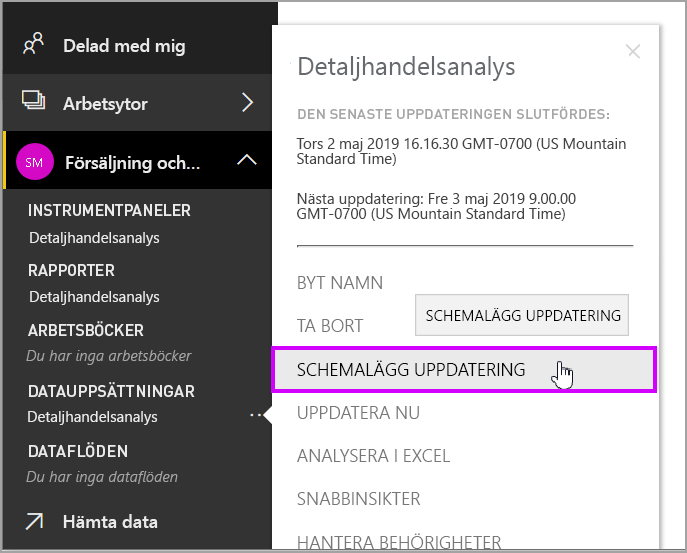 Delad med mig
Arbetsytor
SM
Försäljning och...
INSTRUMENTPANELER
Detaljhandelsanalys
RAPPORTER
Detaljhandelsanalys
ARBETSBÖCKER
Du har inga arbetsböcker
DATAUPPSÄTTNINGAR
Detaljhandelsanalys
DATAFLÖDEN
Du har inga dataflöden
Hämta data
Detaljhandelsanalys
DEN SENASTE UPPDATERINGEN SLUTFÖRDES:
Tors 2 maj 2019 16.16.30 GMT-0700 (US Mountain
Standard Time)
Nästa uppdatering: Fre 3 maj 2019 9.00.00
GMT-0700 (US Mountain Standard Time)
BYT NAMN
TA BORT
SCHEMALÄGG UPPDATERING
SCHEMALÄGG UPPDATERING
UPPDATERA NU
ANALYSERA I EXCEL
SNABBINSIKTER
HANTERA BEHÖRIGHETER